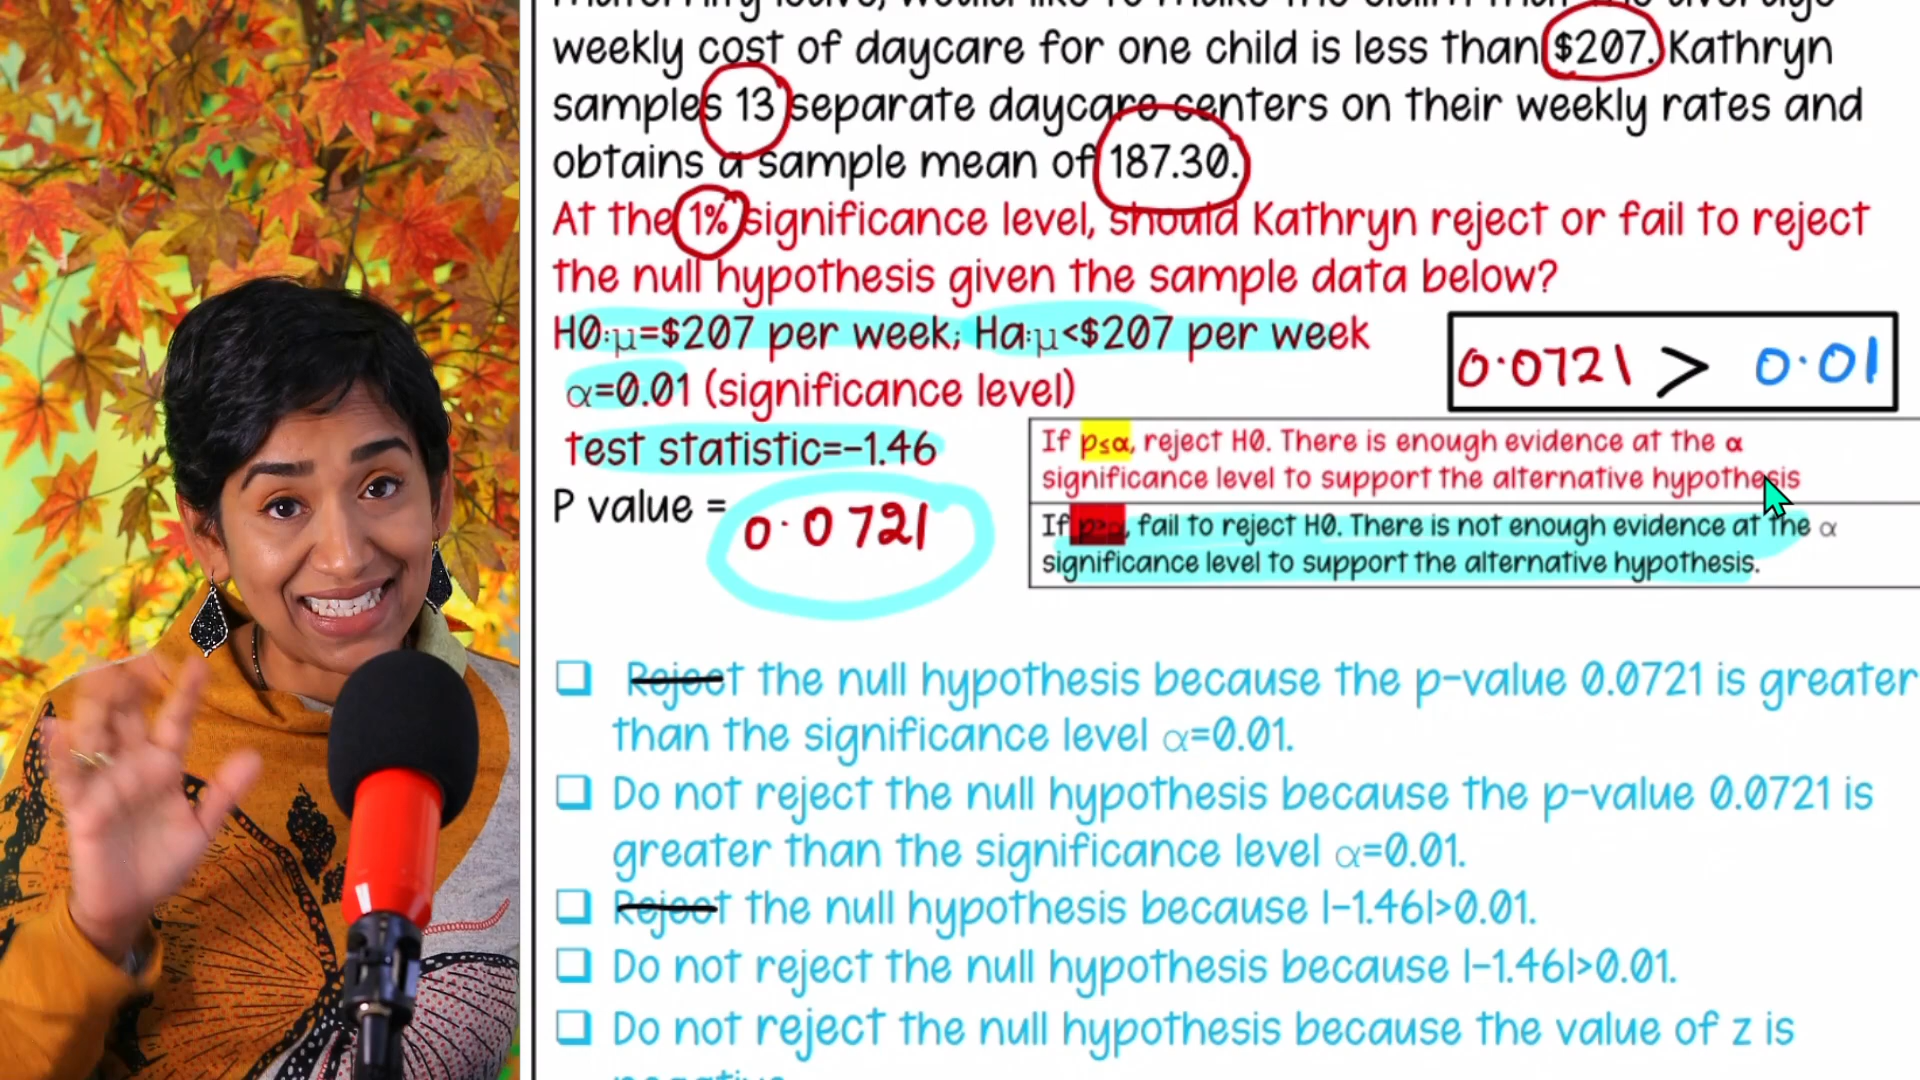 weekly cost of daycare for one child is less than $207. Kathryn
samples 13 separate daycare centers on their weekly rates and
obtains a sample mean of 187.30.
At the 1% significance level, should Kathryn reject or fail to reject
the null hypothesis given the sample data below?
H0:μ=$207 per week; Ha:μ<$207 per week
α=0.01 (significance level)
0.0721 > 0.01
test statistic=-1.46
P value = 0.0721
If p≤α, reject H0. There is enough evidence at the α
significance level to support the alternative hypothesis
If p>α, fail to reject H0. There is not enough evidence at the α
significance level to support the alternative hypothesis.
Reject the null hypothesis because the p-value 0.0721 is greater
than the significance level α=0.01.
Do not reject the null hypothesis because the p-value 0.0721 is
greater than the significance level α=0.01.
Reject the null hypothesis because |-1.46|>0.01.
Do not reject the null hypothesis because |-1.46|>0.01.
Do not reject the null hypothesis because the value of z is